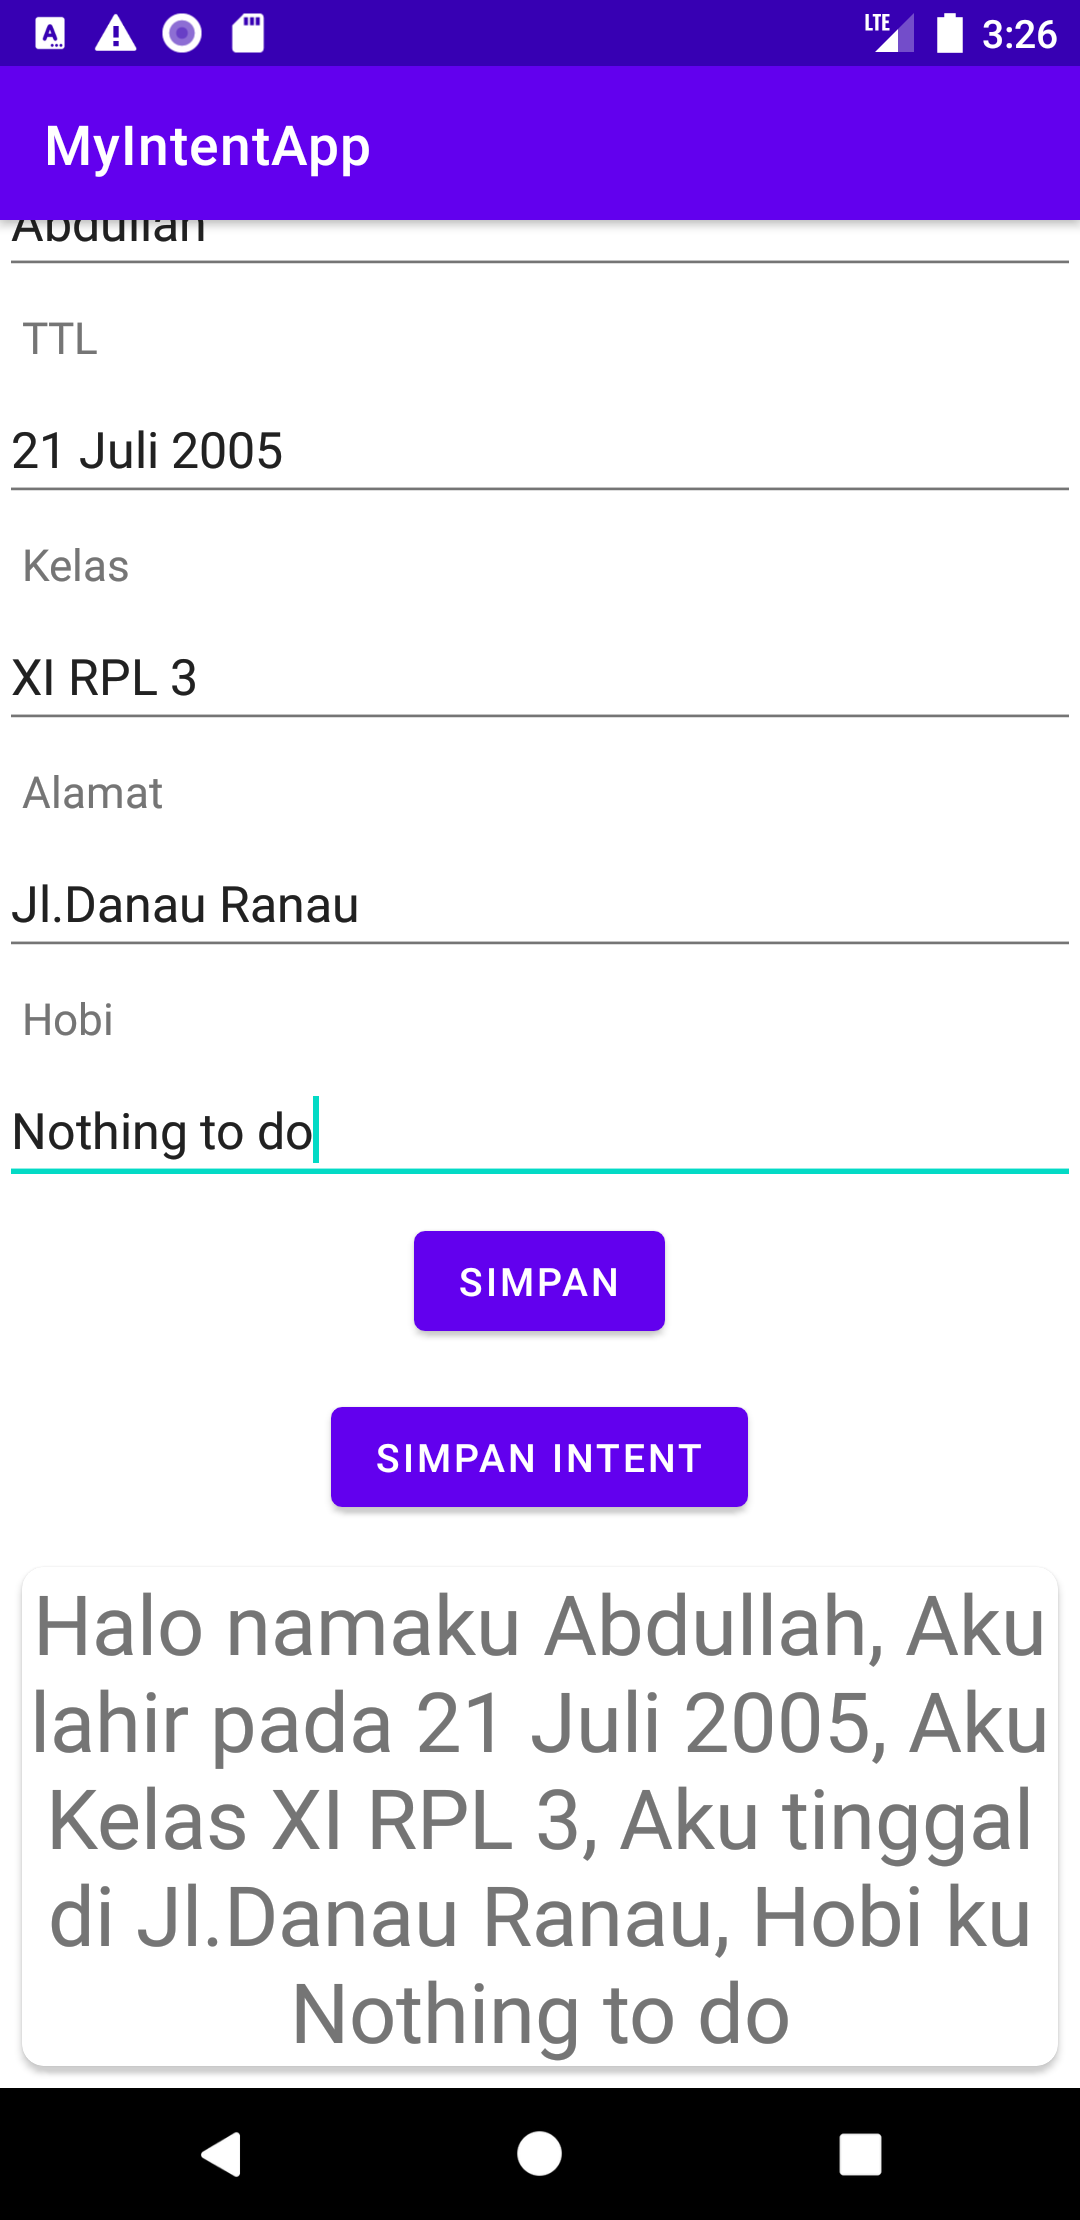 LTE 3:26
MyIntentApp
Abdullah
TTL
21 Juli 2005
Kelas
XI RPL 3
Alamat
Jl.Danau Ranau
Hobi
Nothing to do
SIMPAN
SIMPAN INTENT
Halo namaku Abdullah, Aku
lahir pada 21 Juli 2005, Aku
Kelas XI RPL 3, Aku tinggal
di Jl.Danau Ranau, Hobi ku
Nothing to do